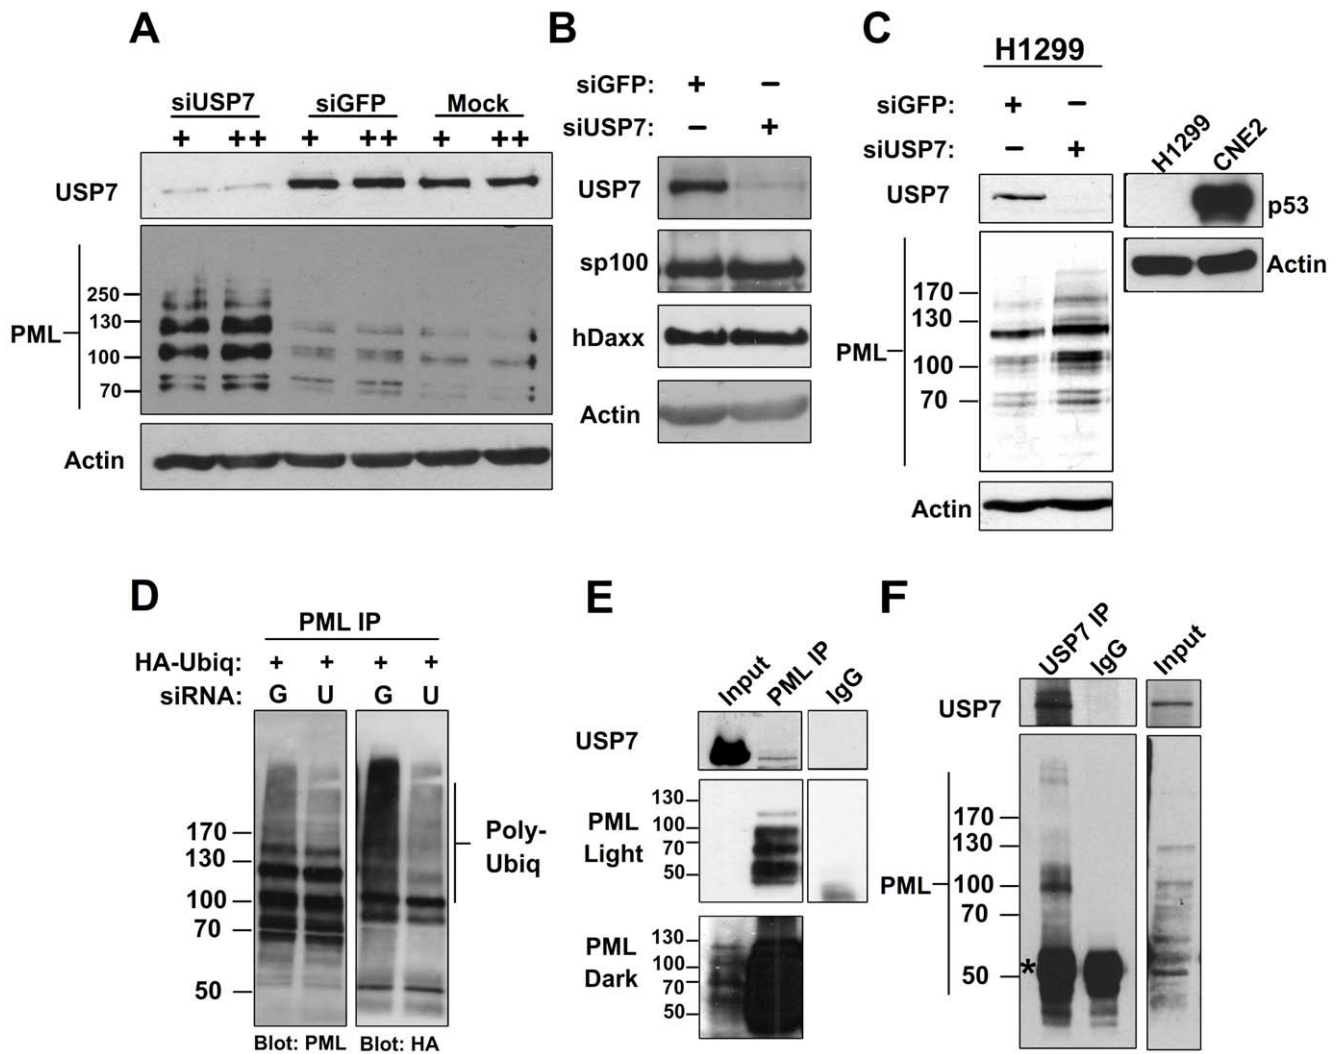 A
siUSP7 siGFP Mock
+ ++ + ++ + ++
USP7
250
130
PML
100
70
Actin
B
siGFP: + −
siUSP7: − +
USP7
sp100
hDaxx
Actin
C
H1299
siGFP: + −
siUSP7: − +
USP7
170
130
PML
100
70
Actin
H1299 CNE2
p53
Actin
D
PML IP
HA-Ubiq: + + + +
siRNA: G U G U
170
130
100
70
50
Poly-
Ubiq
Blot: PML Blot: HA
E
Input PML IP IgG
USP7
130
PML
Light
100
70
50
PML
Dark
130
100
70
50
F
USP7 IP IgG Input
USP7
170
130
PML
100
70
* 50